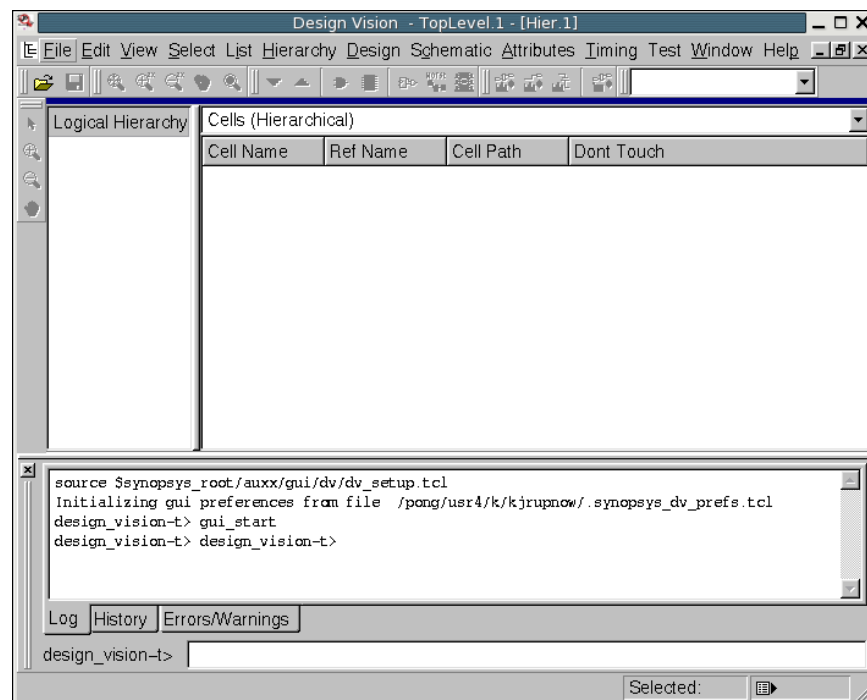 Design Vision - TopLevel.1 - [Hier.1]
File Edit View Select List Hierarchy Design Schematic Attributes Timing Test Window Help
Logical Hierarchy
Cells (Hierarchical)
Cell Name Ref Name Cell Path Dont Touch
source $synopsys_root/auxx/gui/dv/dv_setup.tcl
Initializing gui preferences from file /pong/usr4/k/kjrupnow/.synopsys_dv_prefs.tcl
design_vision-t> gui_start
design_vision-t> design_vision-t>
Log History Errors/Warnings
design_vision-t>
Selected: